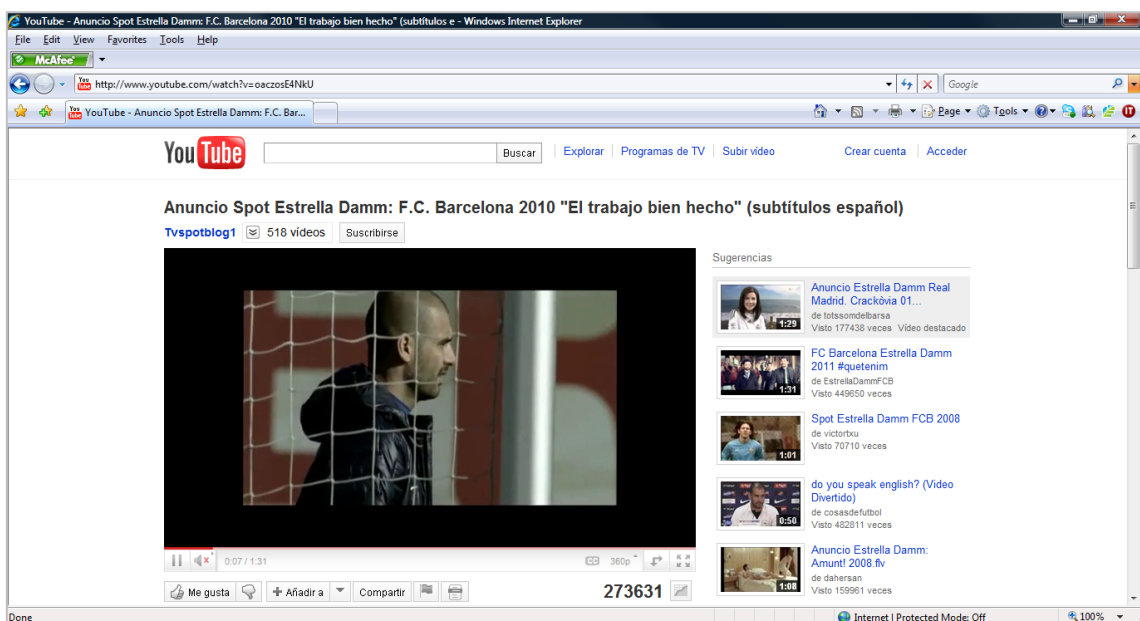 YouTube - Anuncio Spot Estrella Damm: F.C. Barcelona 2010 "El trabajo bien hecho" (subtítulos e - Windows Internet Explorer
File Edit View Favorites Tools Help
McAfee
http://www.youtube.com/watch?v=oaczosE4NkU
Google
YouTube - Anuncio Spot Estrella Damm: F.C. Bar...
Page Tools
You Tube
Buscar Explorar Programas de TV Subir vídeo Crear cuenta Acceder
Anuncio Spot Estrella Damm: F.C. Barcelona 2010 "El trabajo bien hecho" (subtítulos español)
Tvspotblog1 518 vídeos Suscribirse
Sugerencias
Anuncio Estrella Damm Real
Madrid. Crackòvia 01...
de totssomdelbarsa
1:29
Visto 177438 veces Vídeo destacado
FC Barcelona Estrella Damm
2011 #quetenim
de EstrellaDammFCB
1:31
Visto 449650 veces
Spot Estrella Damm FCB 2008
de victortxu
Visto 70710 veces
1:01
do you speak english? (Video
Divertido)
de cosasdefutbol
0:50
Visto 482811 veces
Anuncio Estrella Damm:
Amunt! 2008.flv
de dahersan
1:08
Visto 159961 veces
0:07 / 1:31 CC 360p
Me gusta Añadir a Compartir 273631
Done Internet | Protected Mode: Off 100%